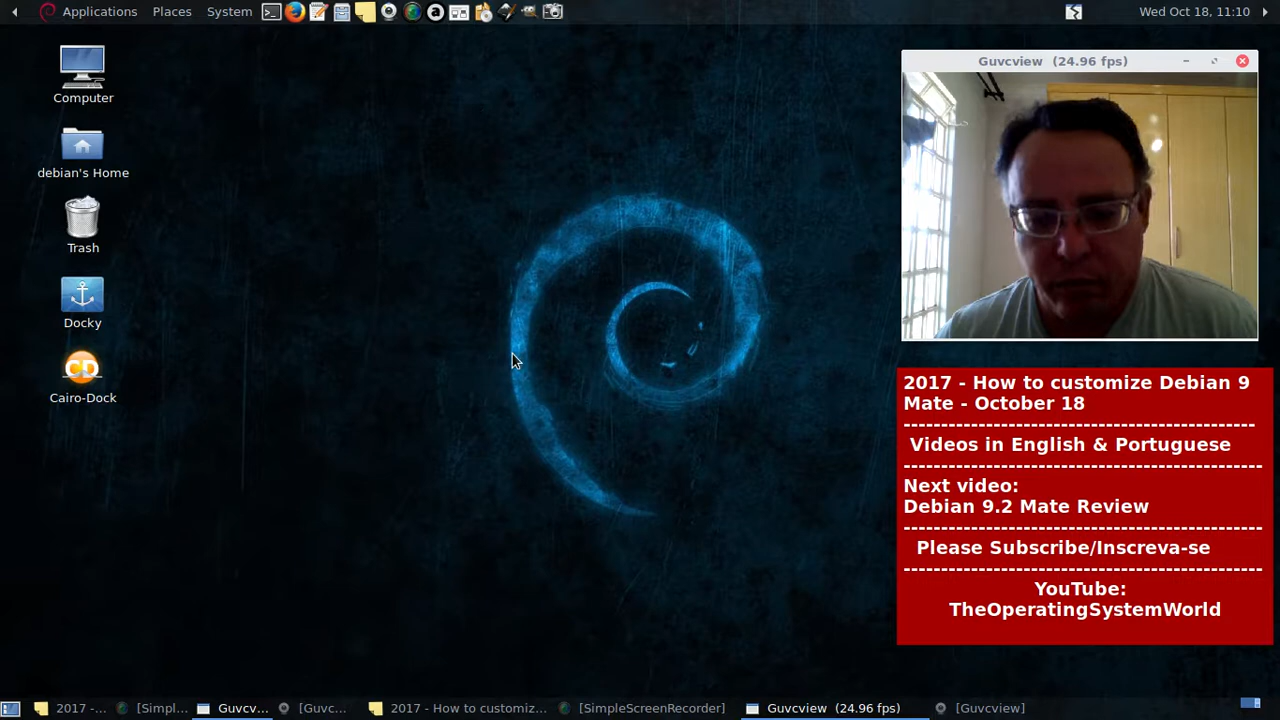 Applications Places System
Wed Oct 18, 11:10
Computer
debian's Home
Trash
Docky
CD
Cairo-Dock
Guvcview (24.96 fps)
2017 - How to customize Debian 9
Mate - October 18
-----------------------------------------------
Videos in English & Portuguese
------------------------------------------------
Next video:
Debian 9.2 Mate Review
------------------------------------------------
Please Subscribe/Inscreva-se
------------------------------------------------
YouTube:
TheOperatingSystemWorld
2017 -... [Simpl... Guvcv... [Guvc... 2017 - How to customiz... [SimpleScreenRecorder] Guvcview (24.96 fps) [Guvcview]